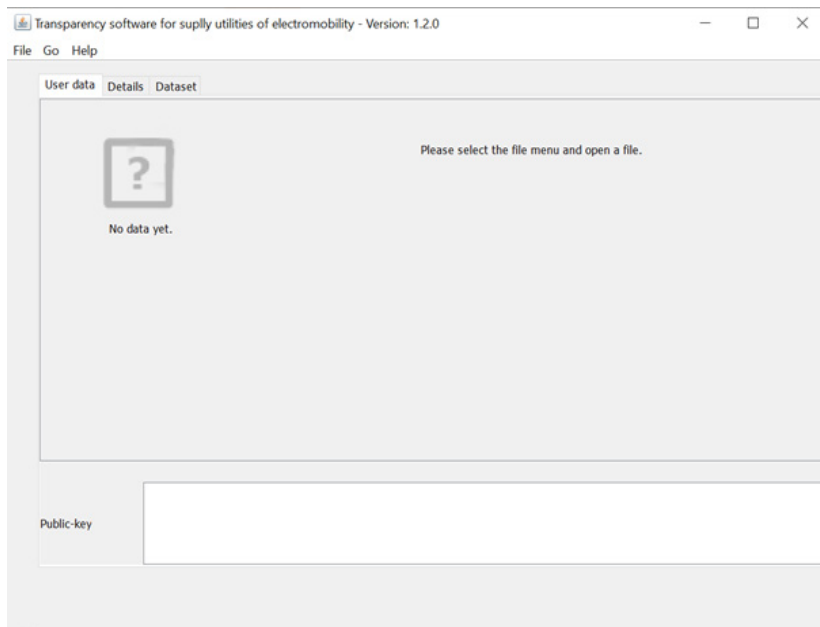 Transparency software for suplly utilities of electromobility - Version: 1.2.0
File Go Help
User data Details Dataset
?
Please select the file menu and open a file.
No data yet.
Public-key